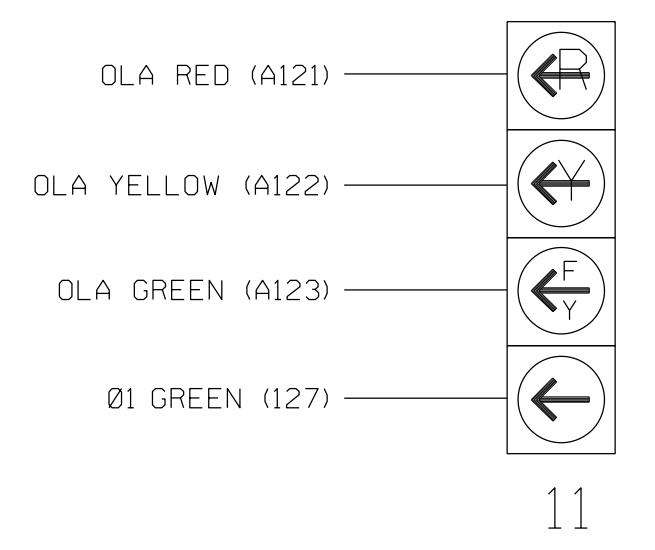 OLA RED (A121)
R
OLA YELLOW (A122)
Y
OLA GREEN (A123)
F
Y
Ø1 GREEN (127)
11